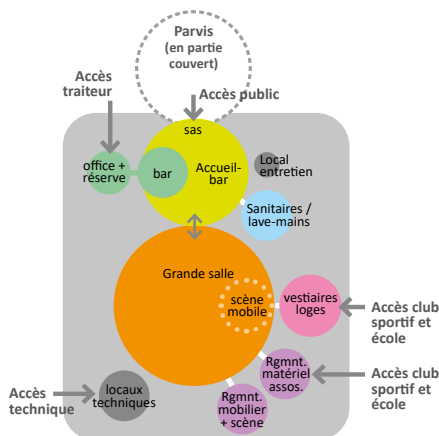 Parvis
(en partie
couvert)
Accès
traiteur
Accès public
sas
office +
réserve
bar
Accueil-
bar
Local
entretien
Sanitaires /
lave-mains
Grande salle
scène
mobile
vestiaires
loges
Accès club
sportif et
école
Rgmnt.
matériel
assos.
Accès club
sportif et
école
Accès
technique
locaux
techniques
Rgmnt.
mobilier
+ scène